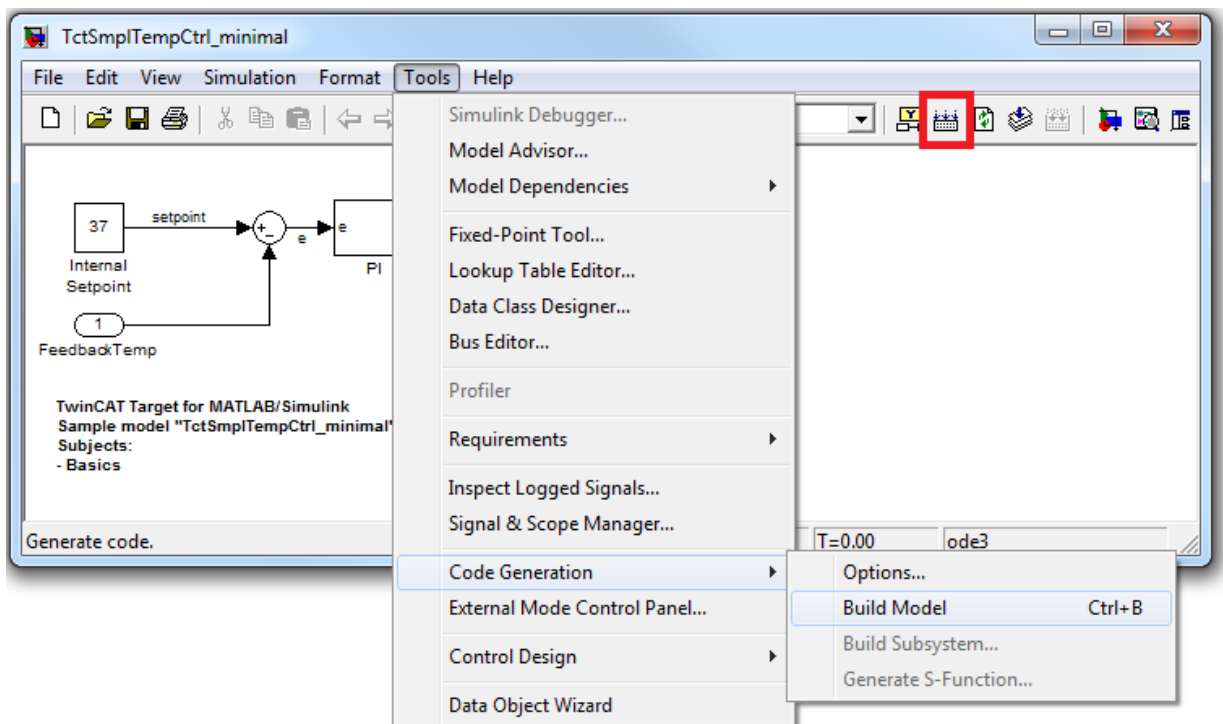 TctSmplTempCtrl_minimal
File Edit View Simulation Format Tools Help
Simulink Debugger...
Model Advisor...
Model Dependencies
Fixed-Point Tool...
Lookup Table Editor...
Data Class Designer...
Bus Editor...
Profiler
Requirements
Inspect Logged Signals...
Signal & Scope Manager...
Code Generation
External Mode Control Panel...
Control Design
Data Object Wizard
37
setpoint
+
-
e
e
Internal
Setpoint
PI
1
FeedbackTemp
TwinCAT Target for MATLAB/Simulink
Sample model "TctSmplTempCtrl_minimal"
Subjects:
- Basics
Generate code.
T=0.00
ode3
Options...
Build Model Ctrl+B
Build Subsystem...
Generate S-Function...